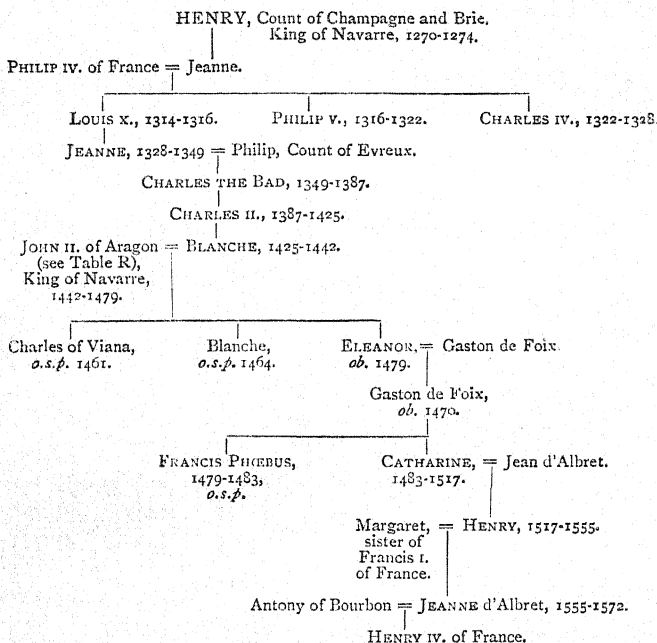 HENRY, Count of Champagne and Brie.
King of Navarre, 1270-1274.
PHILIP IV. of France = Jeanne.
LOUIS X., 1314-1316. PHILIP V., 1316-1322. CHARLES IV., 1322-1328.
JEANNE, 1328-1349 = Philip, Count of Evreux.
CHARLES THE BAD, 1349-1387.
CHARLES II., 1387-1425.
JOHN II. of Aragon = BLANCHE, 1425-1442.
(see Table R),
King of Navarre,
1442-1479.
Charles of Viana, Blanche, ELEANOR, = Gaston de Foix.
o.s.p. 1461. o.s.p. 1464. ob. 1479.
Gaston de Foix,
ob. 1470.
FRANCIS PHŒBUS, CATHARINE, = Jean d'Albret.
1479-1483, 1483-1517.
o.s.p.
Margaret, = HENRY, 1517-1555.
sister of
Francis I.
of France.
Antony of Bourbon = JEANNE d'Albret, 1555-1572.
HENRY IV. of France.